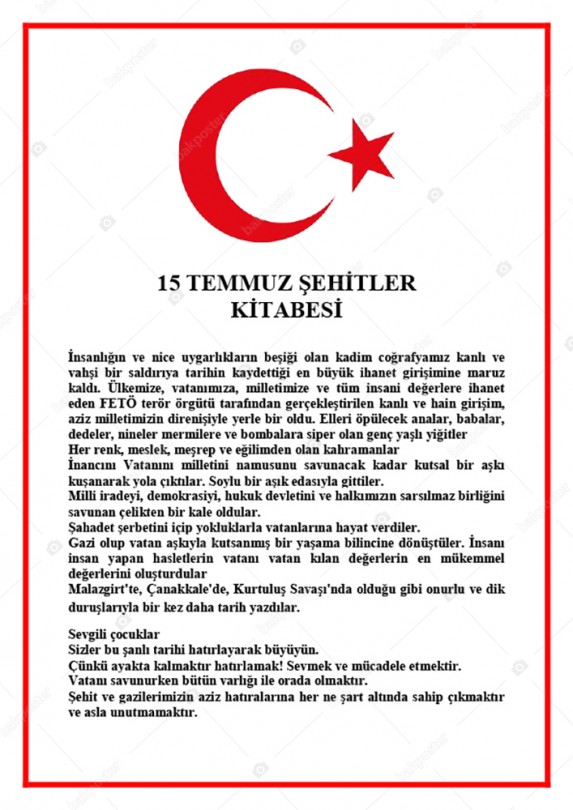 15 TEMMUZ ŞEHİTLER
KİTABESİ
İnsanlığın ve nice uygarlıkların beşiği olan kadim coğrafyamız kanlı ve
vahşi bir saldırıya tarihin kaydettiği en büyük ihanet girişimine maruz
kaldı. Ülkemize, vatanımıza, milletimize ve tüm insani değerlere ihanet
eden FETÖ terör örgütü tarafından gerçekleştirilen kanlı ve hain girişim,
aziz milletimizin direnişiyle yerle bir oldu. Elleri öpülecek analar, babalar,
dedeler, nineler mermilere ve bombalara siper olan genç yaşlı yiğitler
Her renk, meslek, meşrep ve eğilimden olan kahramanlar
İnancını Vatanını milletini namusunu savunacak kadar kutsal bir aşkı
kuşanarak yola çıktılar. Soylu bir aşık edasıyla gittiler.
Milli iradeyi, demokrasiyi, hukuk devletini ve halkımızın sarsılmaz birliğini
savunan çelikten bir kale oldular.
Şahadet şerbetini içip yokluklarla vatanlarına hayat verdiler.
Gazi olup vatan aşkıyla kutsanmış bir yaşama bilincine dönüştüler. İnsanı
insan yapan hasletlerin vatanı vatan kılan değerlerin en mükemmel
değerlerini oluşturdular
Malazgirt'te, Çanakkale'de, Kurtuluş Savaşı'nda olduğu gibi onurlu ve dik
duruşlarıyla bir kez daha tarih yazdılar.
Sevgili çocuklar
Sizler bu şanlı tarihi hatırlayarak büyüyün.
Çünkü ayakta kalmaktır hatırlamak! Sevmek ve mücadele etmektir.
Vatanı savunurken bütün varlığı ile orada olmaktır.
Şehit ve gazilerimizin aziz hatıralarına her ne şart altında sahip çıkmaktır
ve asla unutmamaktır.
bakposter